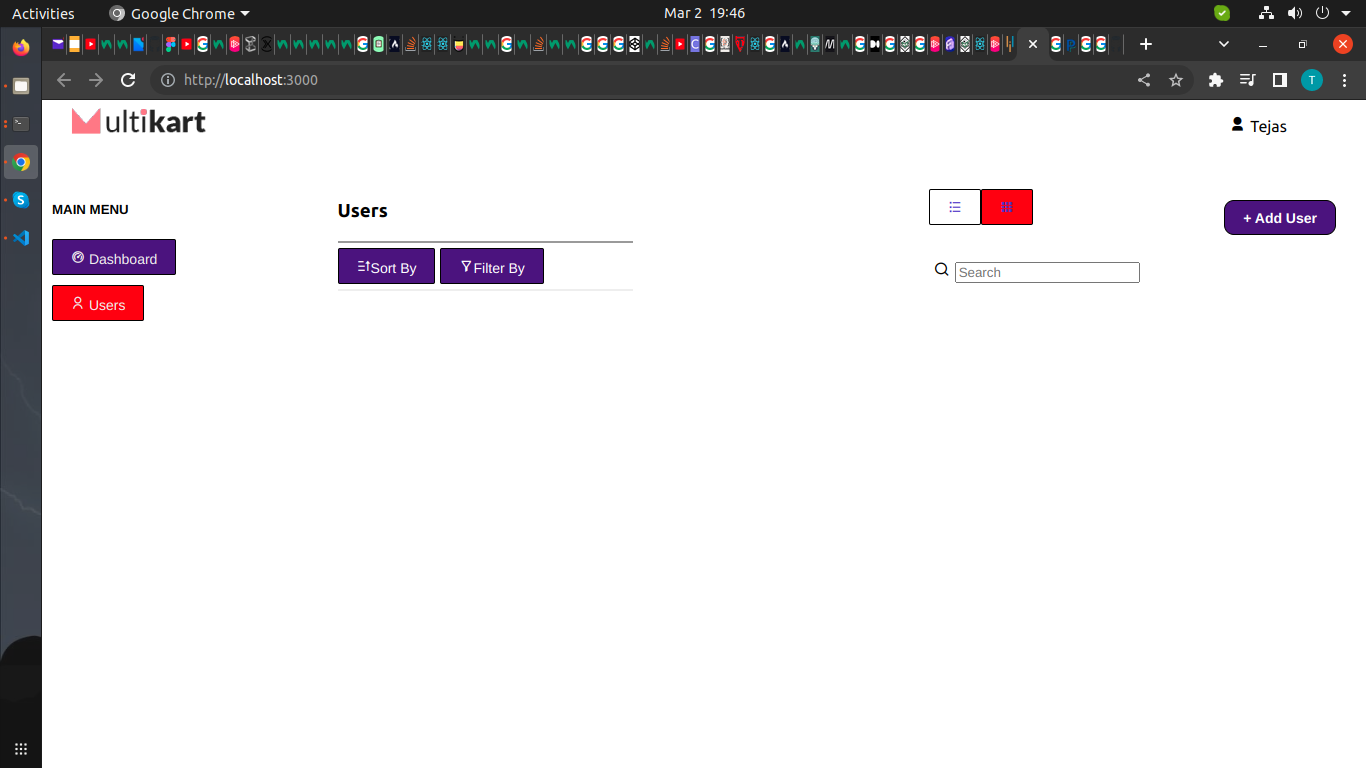 Activities Google Chrome Mar 2 19:46
http://localhost:3000
T
ultikart
Tejas
MAIN MENU
Dashboard
Users
Users
Sort By Filter By
Search
+ Add User